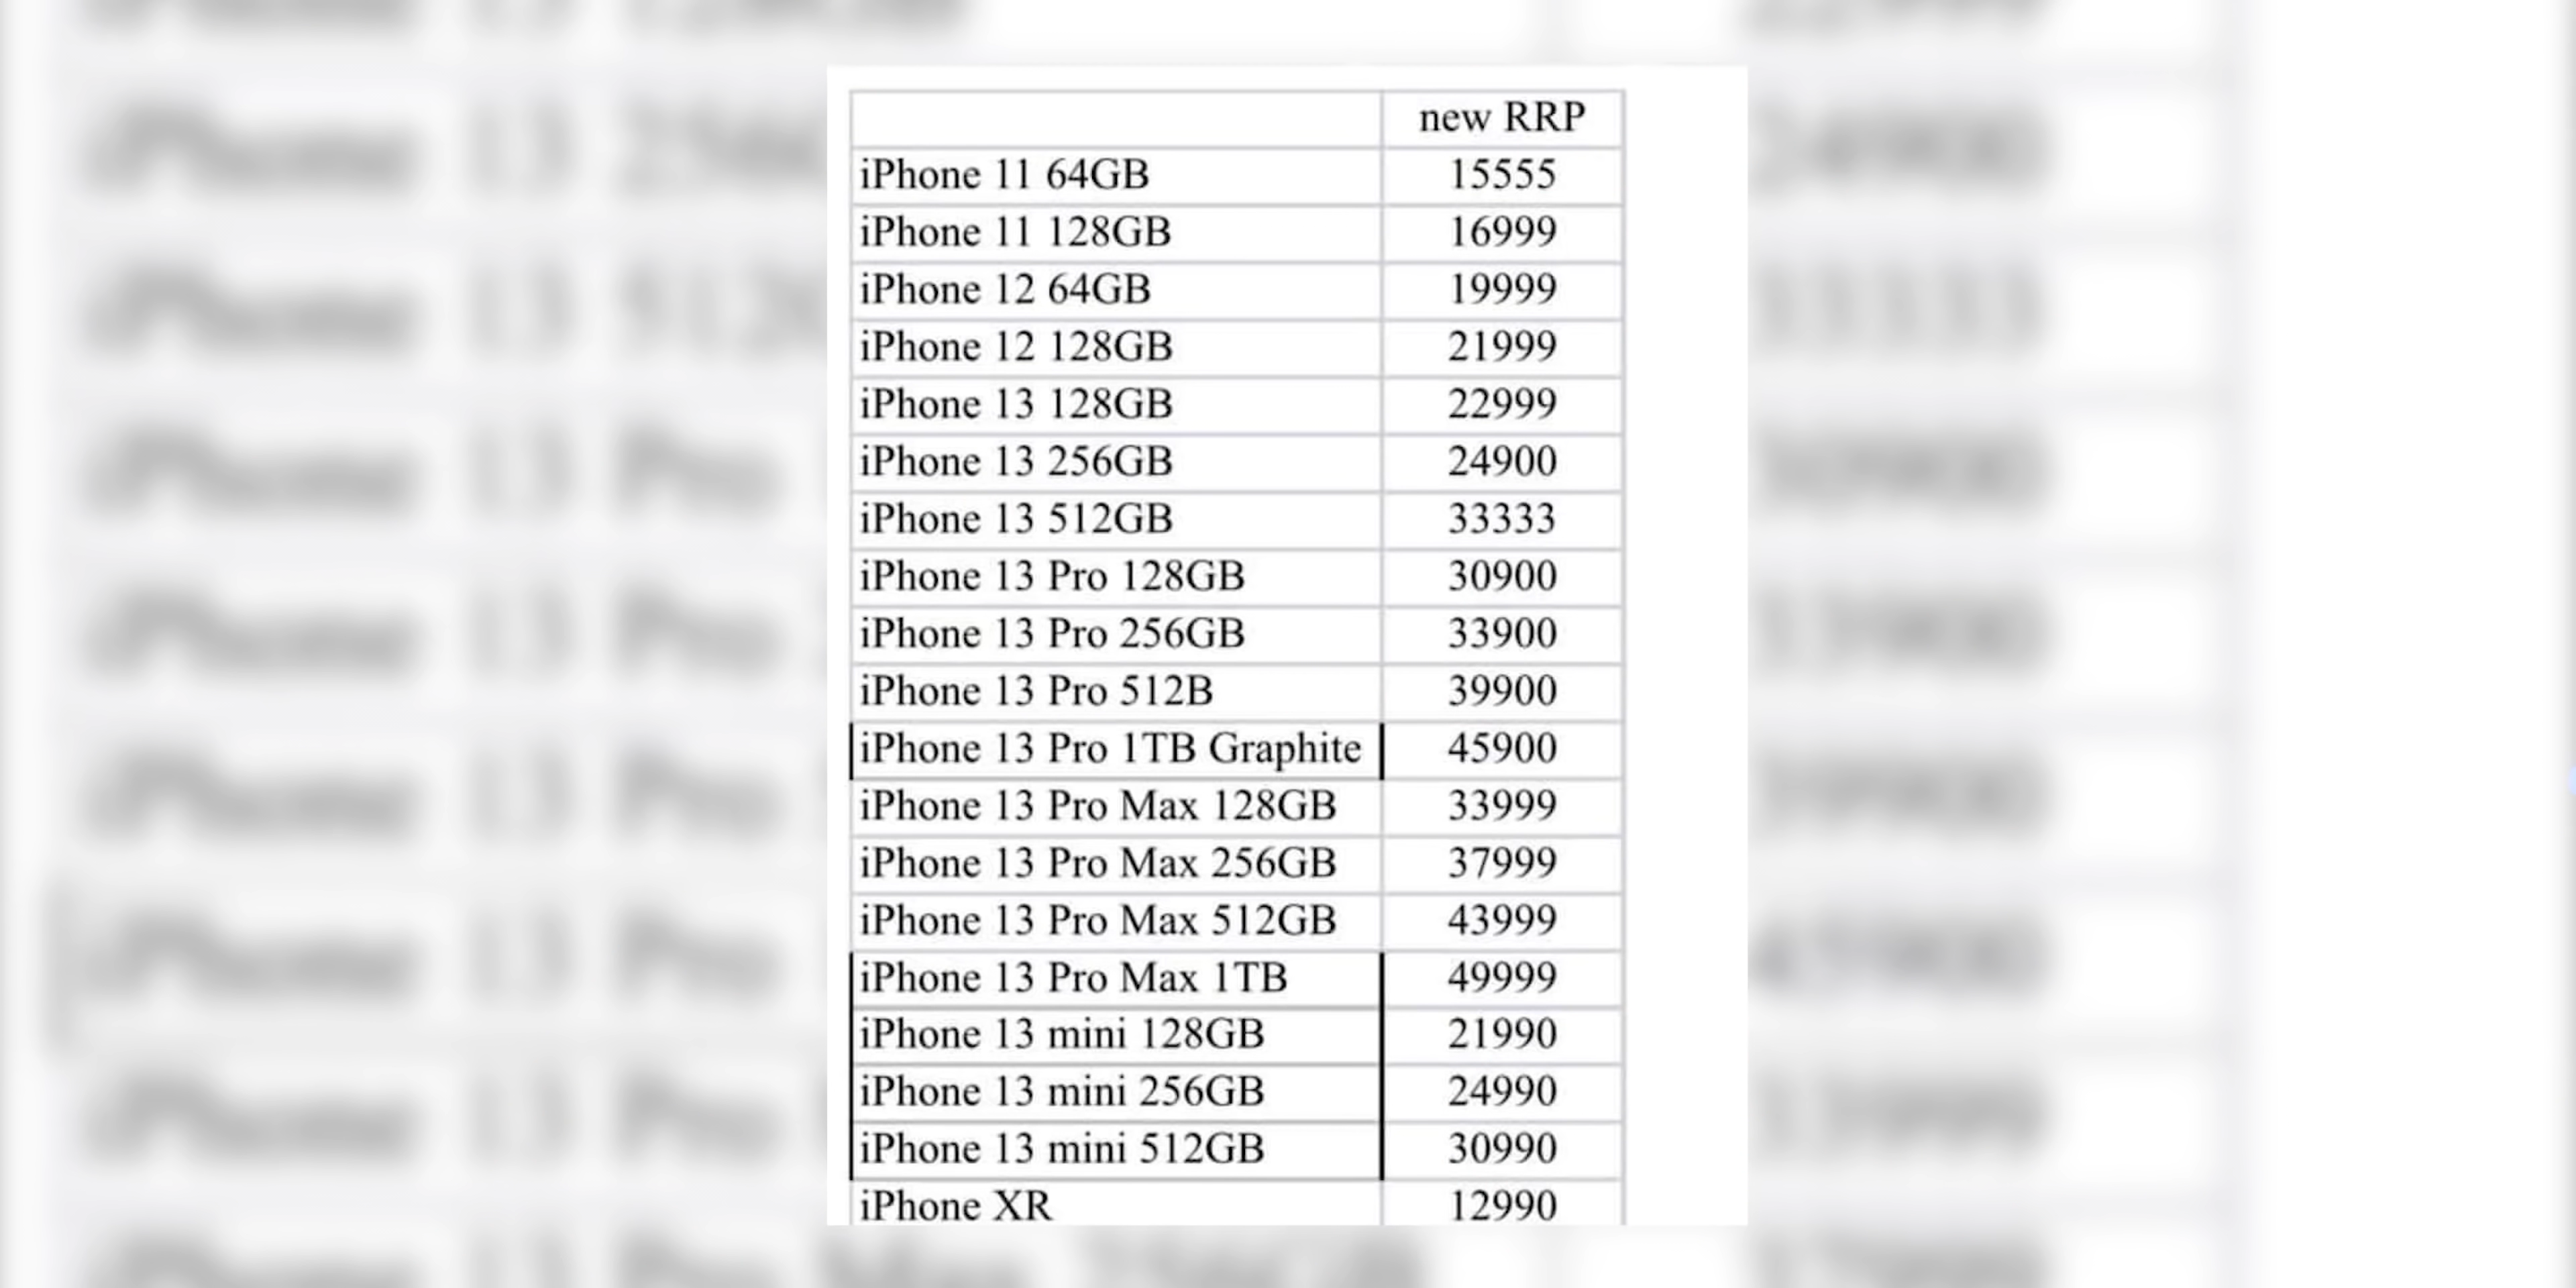 new RRP
iPhone 11 64GB 15555
iPhone 11 128GB 16999
iPhone 12 64GB 19999
iPhone 12 128GB 21999
iPhone 13 128GB 22999
iPhone 13 256GB 24900
iPhone 13 512GB 33333
iPhone 13 Pro 128GB 30900
iPhone 13 Pro 256GB 33900
iPhone 13 Pro 512B 39900
iPhone 13 Pro 1TB Graphite 45900
iPhone 13 Pro Max 128GB 33999
iPhone 13 Pro Max 256GB 37999
iPhone 13 Pro Max 512GB 43999
iPhone 13 Pro Max 1TB 49999
iPhone 13 mini 128GB 21990
iPhone 13 mini 256GB 24990
iPhone 13 mini 512GB 30990
iPhone XR 12990